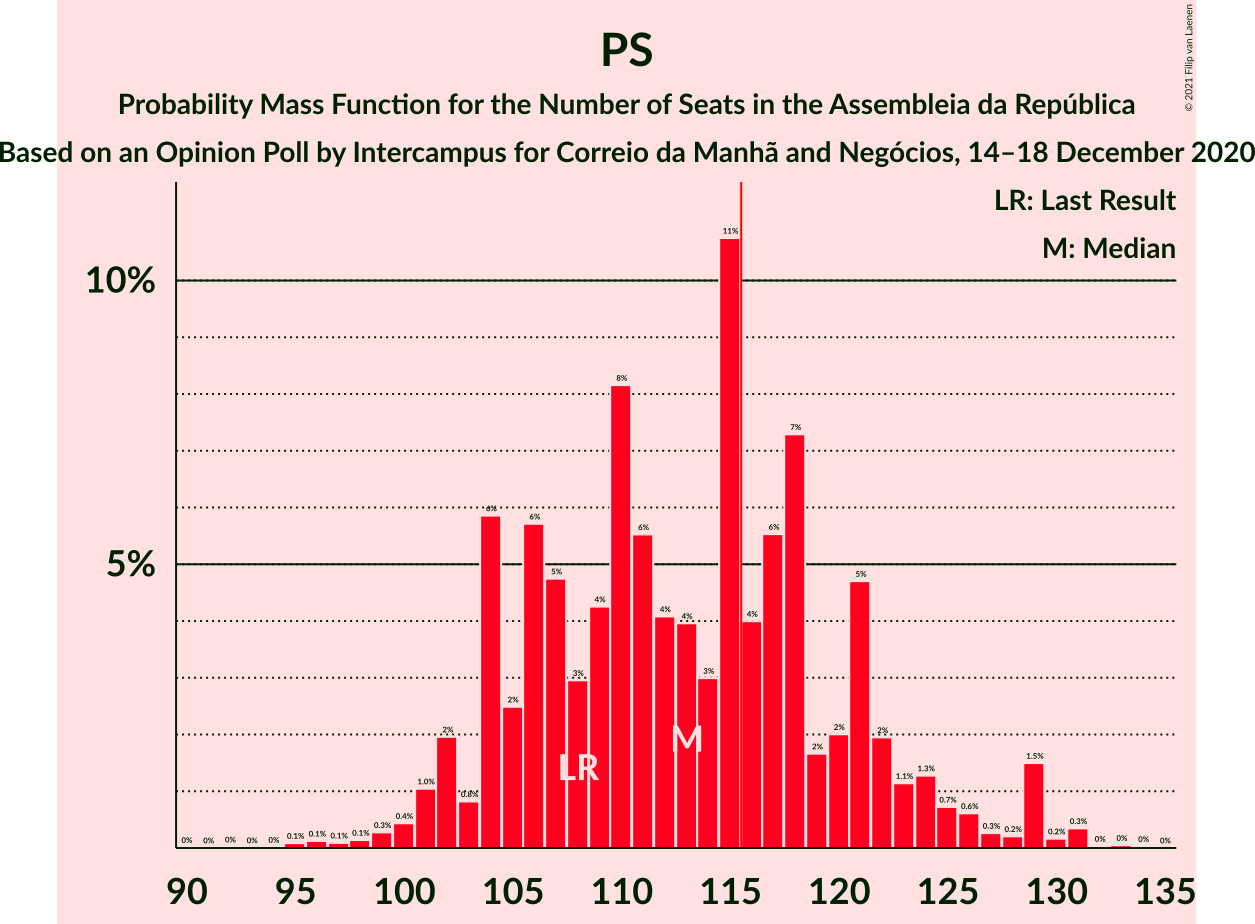 PS
Probability Mass Function for the Number of Seats in the Assembleia da República
Based on an Opinion Poll by Intercampus for Correio da Manhã and Negócios, 14–18 December 2020
© 2021 Filip van Laenen
LR: Last Result
M: Median
10%
5%
0% 0% 0% 0% 0% 0.1% 0.1% 0.1% 0.1% 0.3% 0.4% 1.0% 2% 0.8% 6% 2% 6% 5% 3% 4% 8% 6% 4% 4% 3% 11% 4% 6% 7% 2% 2% 5% 2% 1.1% 1.3% 0.7% 0.6% 0.3% 0.2% 1.5% 0.2% 0.3% 0% 0% 0% 0%
LR M
90 95 100 105 110 115 120 125 130 135